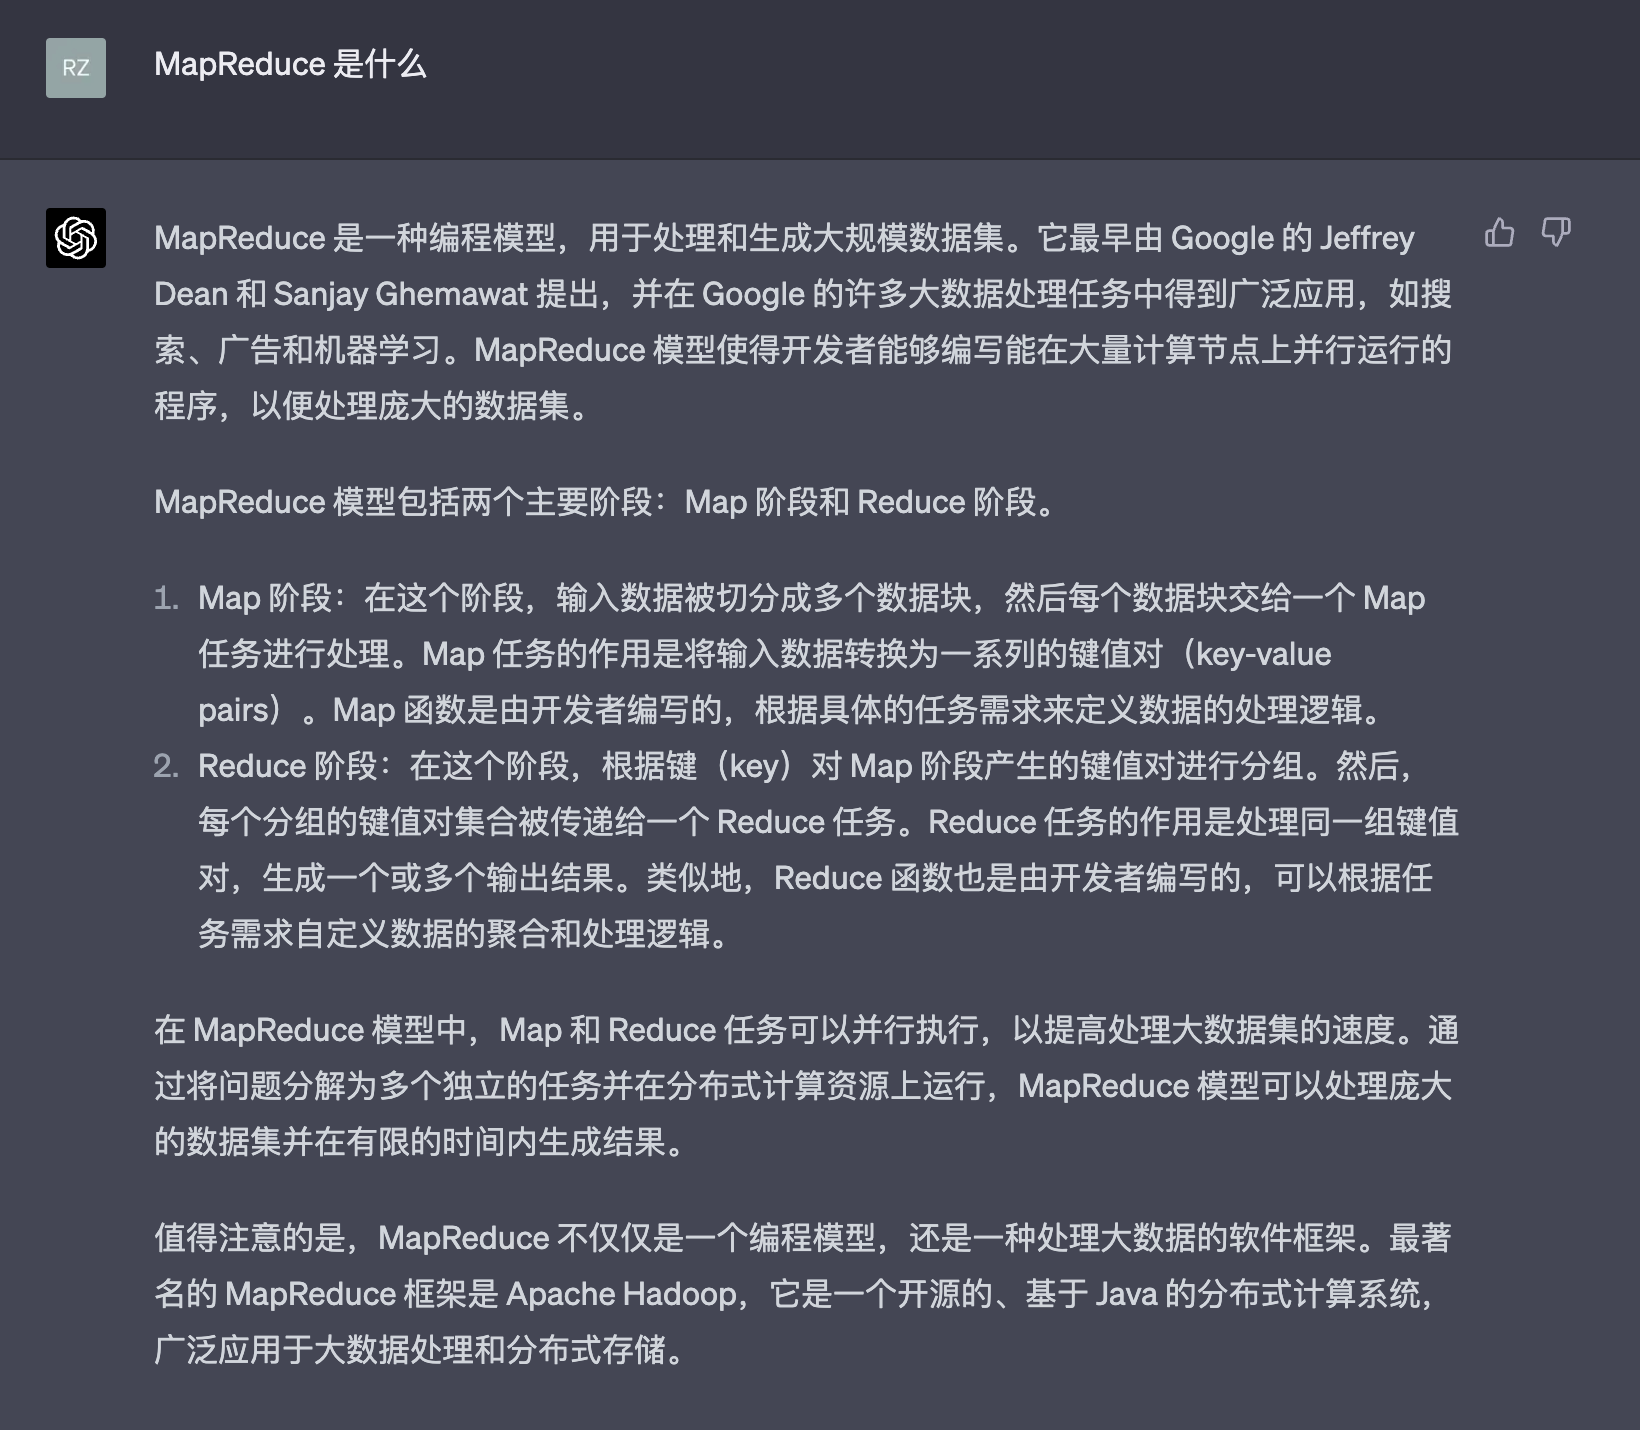 RZ
MapReduce 是什么
MapReduce 是一种编程模型，用于处理和生成大规模数据集。它最早由 Google 的 Jeffrey
Dean 和 Sanjay Ghemawat 提出，并在 Google 的许多大数据处理任务中得到广泛应用，如搜
索、广告和机器学习。MapReduce 模型使得开发者能够编写能在大量计算节点上并行运行的
程序，以便处理庞大的数据集。
MapReduce 模型包括两个主要阶段：Map 阶段和 Reduce 阶段。
1. Map 阶段：在这个阶段，输入数据被切分成多个数据块，然后每个数据块交给一个 Map
任务进行处理。Map 任务的作用是将输入数据转换为一系列的键值对（key-value
pairs）。Map 函数是由开发者编写的，根据具体的任务需求来定义数据的处理逻辑。
2. Reduce 阶段：在这个阶段，根据键（key）对 Map 阶段产生的键值对进行分组。然后，
每个分组的键值对集合被传递给一个 Reduce 任务。Reduce 任务的作用是处理同一组键值
对，生成一个或多个输出结果。类似地，Reduce 函数也是由开发者编写的，可以根据任
务需求自定义数据的聚合和处理逻辑。
在 MapReduce 模型中，Map 和 Reduce 任务可以并行执行，以提高处理大数据集的速度。通
过将问题分解为多个独立的任务并在分布式计算资源上运行，MapReduce 模型可以处理庞大
的数据集并在有限的时间内生成结果。
值得注意的是，MapReduce 不仅仅是一个编程模型，还是一种处理大数据的软件框架。最著
名的 MapReduce 框架是 Apache Hadoop，它是一个开源的、基于 Java 的分布式计算系统，
广泛应用于大数据处理和分布式存储。